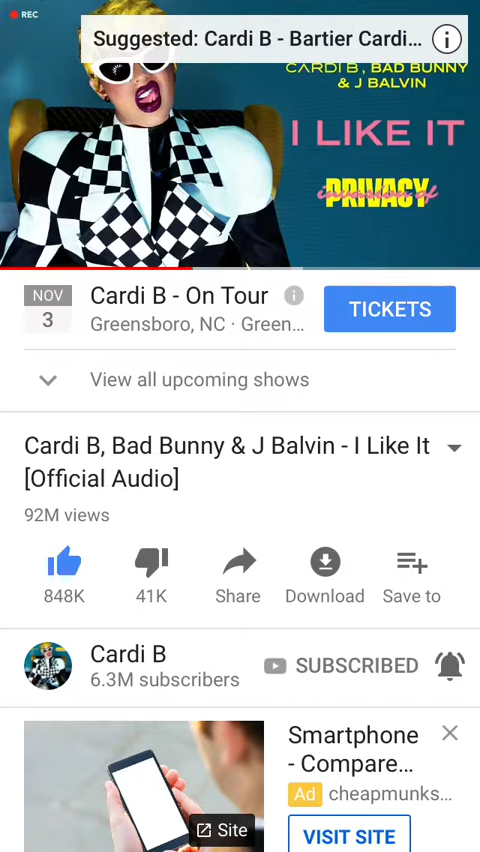 REC
Suggested: Cardi B - Bartier Cardi...
CARDI B, BAD BUNNY
& J BALVIN
I LIKE IT
invasion of
PRIVACY
NOV
3
Cardi B - On Tour
Greensboro, NC · Green...
TICKETS
View all upcoming shows
Cardi B, Bad Bunny & J Balvin - I Like It
[Official Audio]
92M views
848K
41K
Share
Download
Save to
Cardi B
6.3M subscribers
SUBSCRIBED
Smartphone
- Compare...
Ad cheapmunks...
Site
VISIT SITE